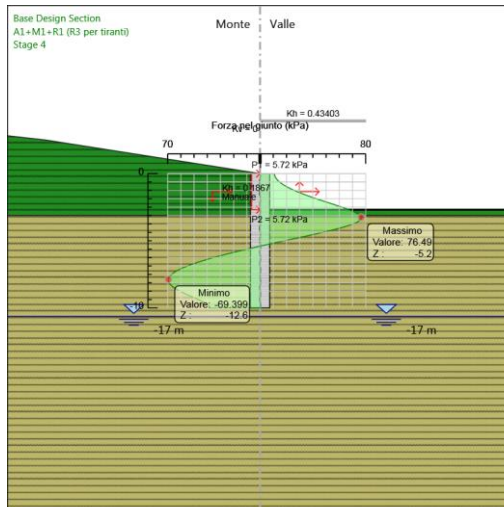 Base Design Section
A1+M1+R1 (R3 per tiranti)
Stage 4
Monte
Valle
Kh = 0.43403
Forza nel giunto (kPa)
70
80
0
P1 = 5.72 kPa
Kh = 0.1867
Manuale
P2 = 5.72 kPa
Massimo
Valore: 76.49
Z : -5.2
Minimo
Valore: -69.399
Z : -12.6
-10
-17 m
-17 m